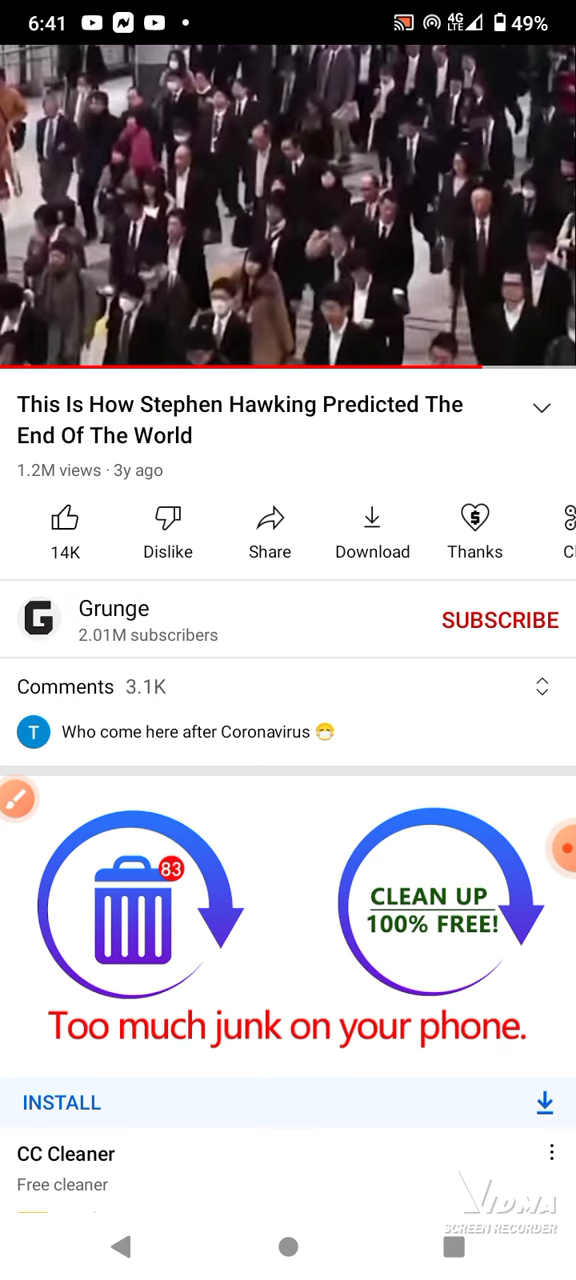 6:41
4G
LTE
49%
This Is How Stephen Hawking Predicted The
End Of The World
1.2M views · 3y ago
14K
Dislike
Share
Download
Thanks
Cl
G
Grunge
2.01M subscribers
SUBSCRIBE
Comments 3.1K
T
Who come here after Coronavirus 😷
83
CLEAN UP
100% FREE!
Too much junk on your phone.
INSTALL
CC Cleaner
Free cleaner
VIDMA
SCREEN RECORDER